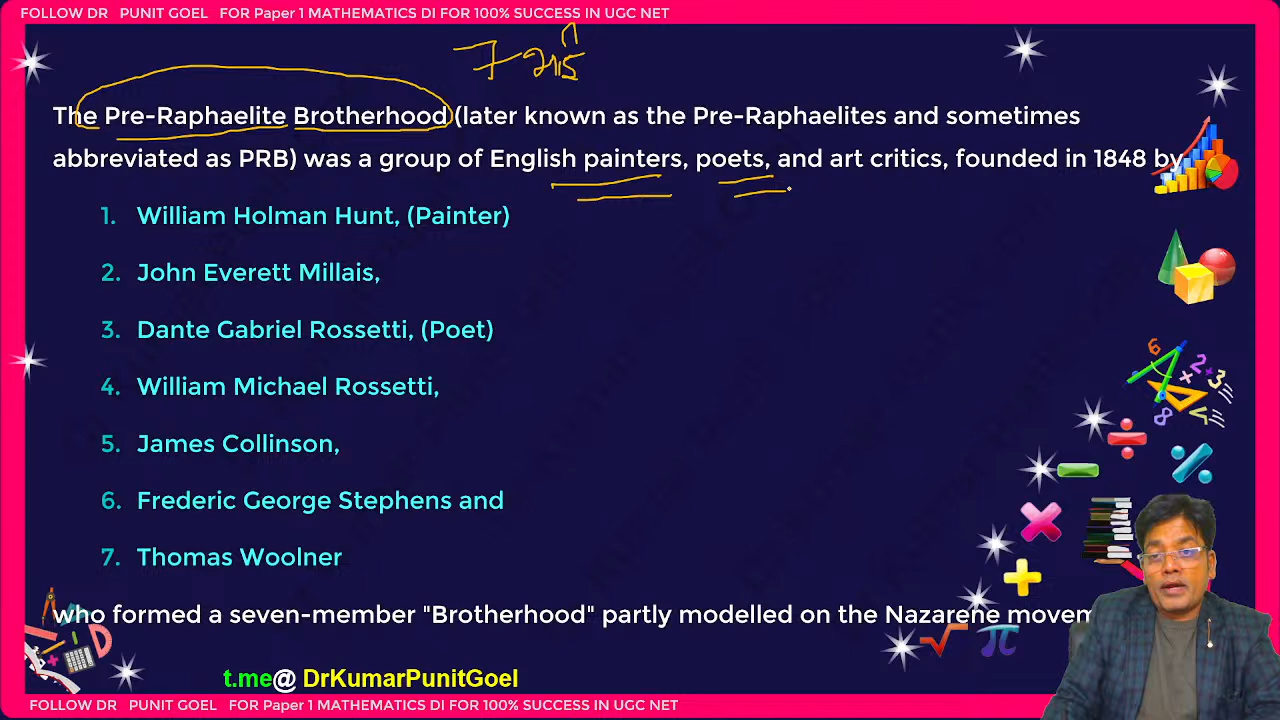 FOLLOW DR PUNIT GOEL FOR Paper 1 MATHEMATICS DI FOR 100% SUCCESS IN UGC NET
The Pre-Raphaelite Brotherhood (later known as the Pre-Raphaelites and sometimes
abbreviated as PRB) was a group of English painters, poets, and art critics, founded in 1848 by
1. William Holman Hunt, (Painter)
2. John Everett Millais,
3. Dante Gabriel Rossetti, (Poet)
4. William Michael Rossetti,
5. James Collinson,
6. Frederic George Stephens and
7. Thomas Woolner
who formed a seven-member "Brotherhood" partly modelled on the Nazarene
t.me@ DrKumarPunitGoel
FOLLOW DR PUNIT GOEL FOR Paper 1 MATHEMATICS DI FOR 100% SUCCESS IN UGC NET